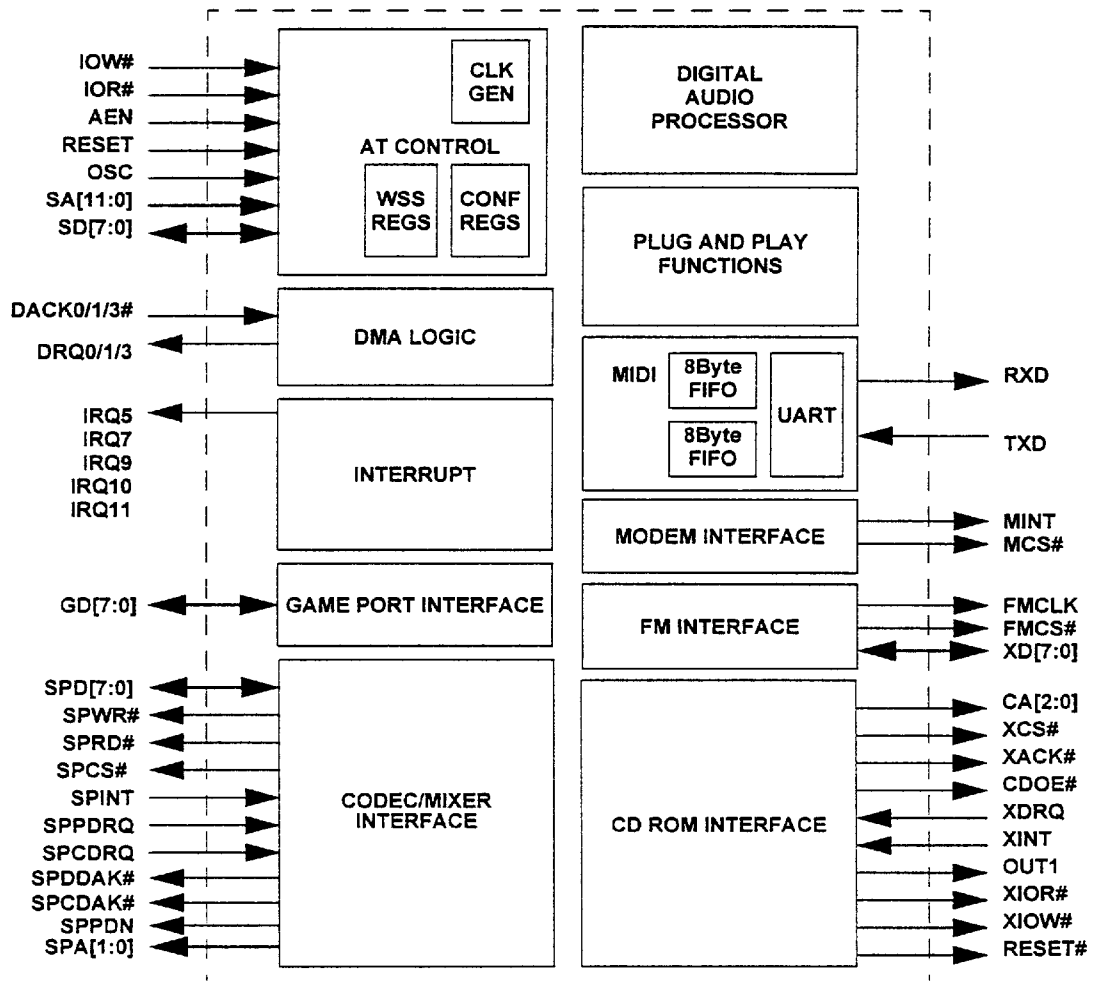 IOW#
IOR#
AEN
RESET
OSC
SA[11:0]
SD[7:0]
CLK
GEN
AT CONTROL
WSS
REGS
CONF
REGS
DACK0/1/3#
DRQ0/1/3
DMA LOGIC
IRQ5
IRQ7
IRQ9
IRQ10
IRQ11
INTERRUPT
GD[7:0]
GAME PORT INTERFACE
SPD[7:0]
SPWR#
SPRD#
SPCS#
SPINT
SPPDRQ
SPCDRQ
SPDDAK#
SPCDAK#
SPPDN
SPA[1:0]
CODEC/MIXER
INTERFACE
DIGITAL
AUDIO
PROCESSOR
PLUG AND PLAY
FUNCTIONS
MIDI
8Byte
FIFO
8Byte
FIFO
UART
RXD
TXD
MODEM INTERFACE
MINT
MCS#
FM INTERFACE
FMCLK
FMCS#
XD[7:0]
CD ROM INTERFACE
CA[2:0]
XCS#
XACK#
CDOE#
XDRQ
XINT
OUT1
XIOR#
XIOW#
RESET#